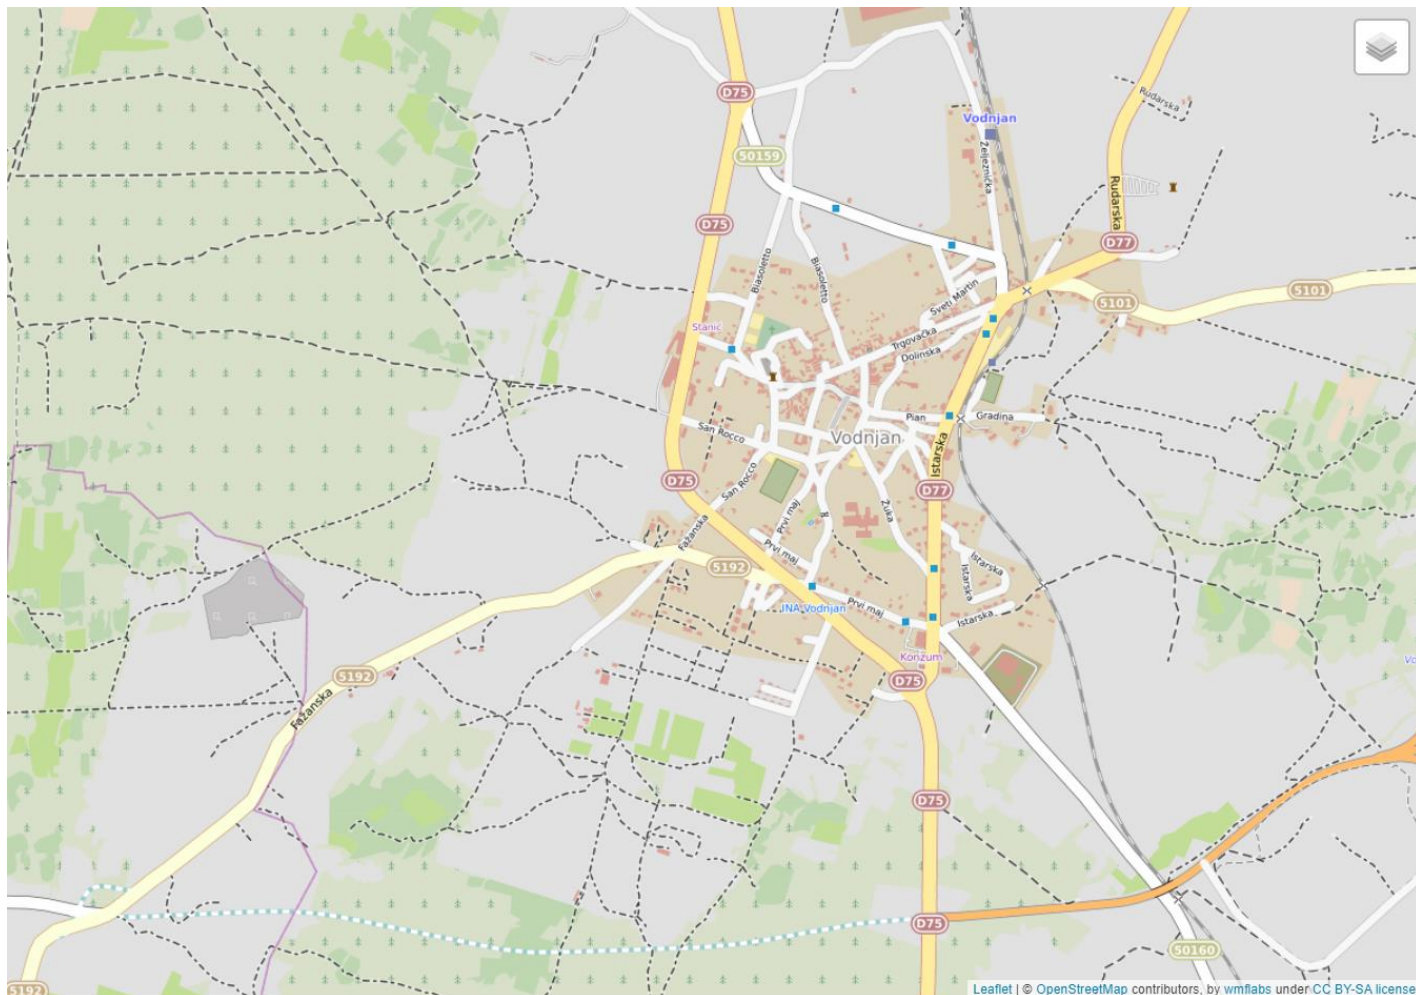 D75
Rudarska
Vodnjan
50159
Željeznička
Rudarska
D75
D77
Biasoletto
Biasoletto
5101
5101
Sveti Martin
Stanić
Trgovačka
Dolinska
Pian
Gradina
San Rocco
Vodnjan
Istarska
D75
San Rocco
D77
Žuka
Prvi maj
Fažanska
Prvi maj
5192
Istarska
Istarska
INA Vodnjan
Prvi maj
Istarska
Konzum
5192
D75
Fažanska
D75
D75
50160
5192
Leaflet | © OpenStreetMap contributors, by wmflabs under CC BY-SA license